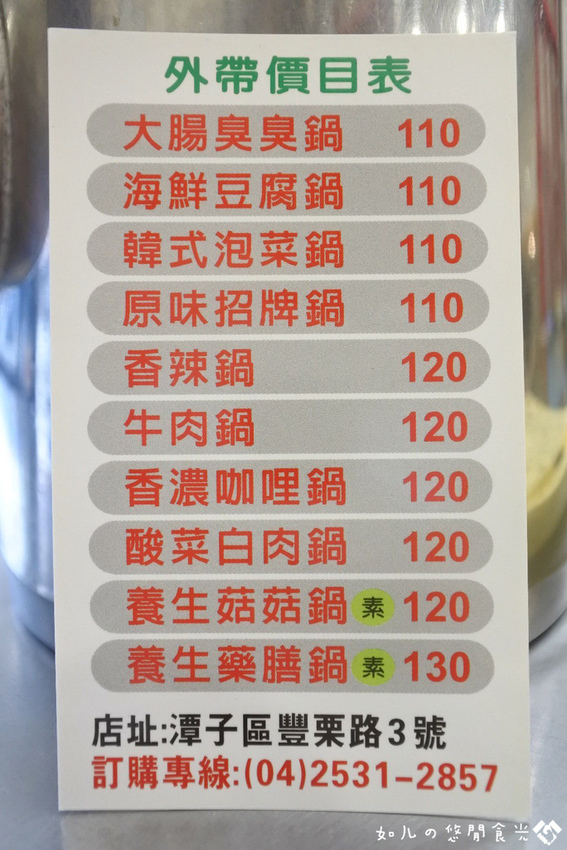 外帶價目表
大腸臭臭鍋 110
海鮮豆腐鍋 110
韓式泡菜鍋 110
原味招牌鍋 110
香辣鍋 120
牛肉鍋 120
香濃咖哩鍋 120
酸菜白肉鍋 120
養生菇菇鍋 素 120
養生藥膳鍋 素 130
店址:潭子區豐栗路3號
訂購專線:(04)2531-2857
如儿の悠閒食光